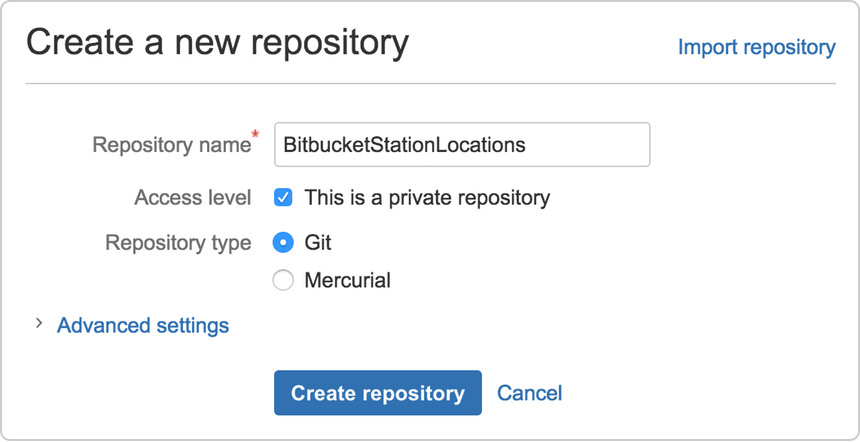 Create a new repository
Import repository
Repository name*
BitbucketStationLocations
Access level
This is a private repository
Repository type
Git
Mercurial
Advanced settings
Create repository
Cancel